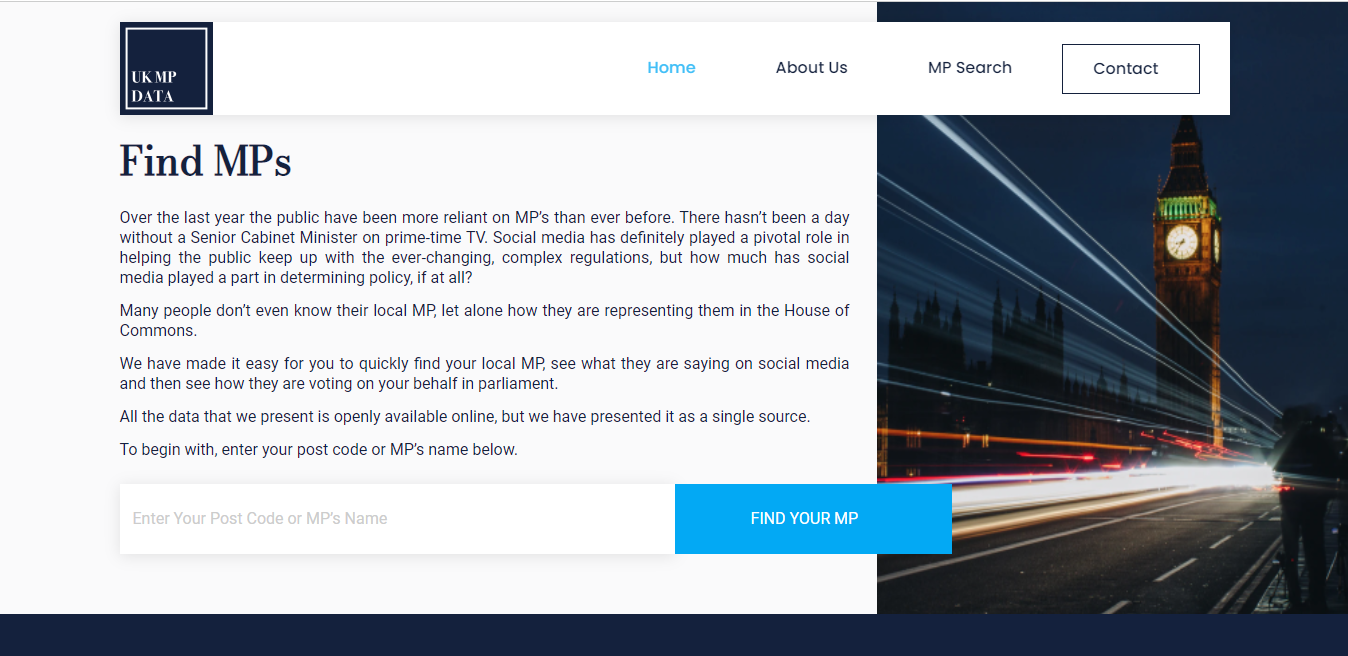 UK MP
DATA
Home
About Us
MP Search
Contact
Find MPs
Over the last year the public have been more reliant on MP’s than ever before. There hasn’t been a day
without a Senior Cabinet Minister on prime-time TV. Social media has definitely played a pivotal role in
helping the public keep up with the ever-changing, complex regulations, but how much has social
media played a part in determining policy, if at all?
Many people don’t even know their local MP, let alone how they are representing them in the House of
Commons.
We have made it easy for you to quickly find your local MP, see what they are saying on social media
and then see how they are voting on your behalf in parliament.
All the data that we present is openly available online, but we have presented it as a single source.
To begin with, enter your post code or MP’s name below.
Enter Your Post Code or MP’s Name
FIND YOUR MP